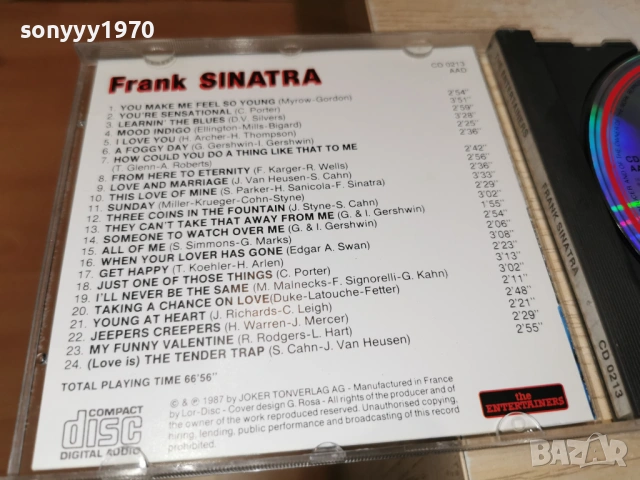 sonyyy1970
Frank SINATRA
CD 0213
AAD
1. YOU MAKE ME FEEL SO YOUNG (Myrow-Gordon) 2'54"
2. YOU'RE SENSATIONAL (C. Porter) 3'51"
3. LEARNIN' THE BLUES (D.V. Silvers) 2'59"
4. MOOD INDIGO (Ellington-Mills-Bigard) 3'28"
5. I LOVE YOU (H. Archer-H. Thompson) 2'25"
6. A FOGGY DAY (G. Gershwin-I. Gershwin) 2'36"
7. HOW COULD YOU DO A THING LIKE THAT TO ME
(T. Glenn-A. Roberts) 2'42"
8. FROM HERE TO ETERNITY (F. Karger-R. Wells) 2'56"
9. LOVE AND MARRIAGE (J. Van Heusen-S. Cahn) 2'36"
10. THIS LOVE OF MINE (S. Parker-H. Sanicola-F. Sinatra) 3'33"
11. SUNDAY (Miller-Krueger-Cohn-Styne) 2'29"
12. THREE COINS IN THE FOUNTAIN (J. Styne-S. Cahn) 3'02"
13. THEY CAN'T TAKE THAT AWAY FROM ME (G. & I. Gershwin) 1'55"
14. SOMEONE TO WATCH OVER ME (G. & I. Gershwin) 2'54"
15. ALL OF ME (S. Simmons-G. Marks) 2'06"
16. WHEN YOUR LOVER HAS GONE (Edgar A. Swan) 3'08"
17. GET HAPPY (T. Koehler-H. Arlen) 2'23"
18. JUST ONE OF THOSE THINGS (C. Porter) 3'13"
19. I'LL NEVER BE THE SAME (M. Malnecks-F. Signorelli-G. Kahn) 3'02"
20. TAKING A CHANCE ON LOVE (Duke-Latouche-Fetter) 2'11"
21. YOUNG AT HEART (J. Richards-C. Leigh) 2'48"
22. JEEPERS CREEPERS (H. Warren-J. Mercer) 2'21"
23. MY FUNNY VALENTINE (R. Rodgers-L. Hart) 2'29"
24. (Love is) THE TENDER TRAP (S. Cahn-J. Van Heusen) 2'55"
TOTAL PLAYING TIME 66'56"
COMPACT
disc
DIGITAL AUDIO
© & ℗ 1987 by JOKER TONVERLAG AG - Manufactured in France
by Lor-Disc - Cover design G. Rosa - All rights of the producer and of
the owner of the work reproduced reserved. Unauthorised copying,
hiring, lending, public performance and broadcasting of this record
prohibited.
the
ENTERTAINERS
FRANK SINATRA
CD 0213
BAZAR